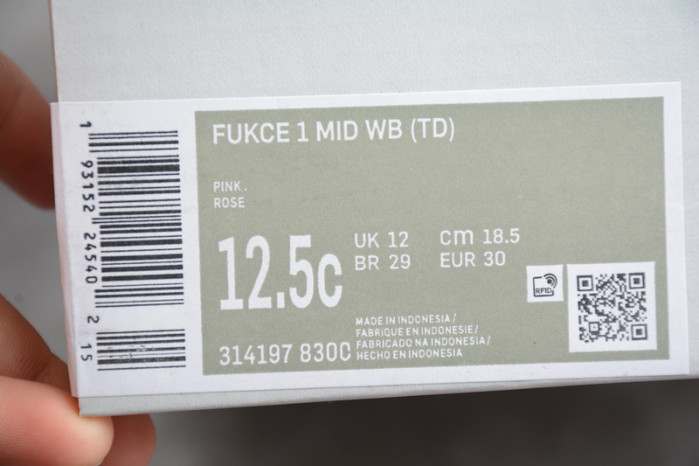 FUKCE 1 MID WB (TD)
PINK.
ROSE
12.5C
UK 12 cm 18.5
BR 29 EUR 30
RFID
MADE IN INDONESIA/
FABRIQUE EN INDONESIE/
FABRICADO NA INDONESIA/
HECHO EN INDONESIA
314197 830C
1 93152 24540 2 15